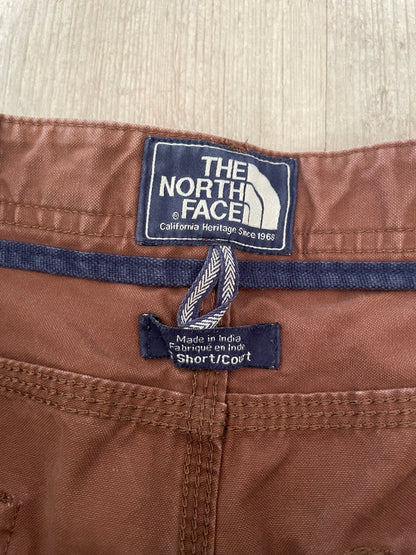 THE
NORTH
FACE
©
California Heritage Since 1968
Made in India
Fabriqué en Inde
Short/Court